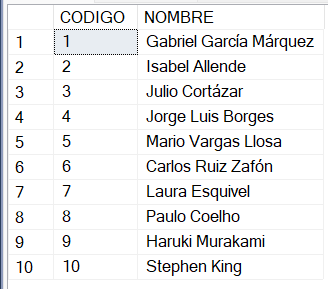 CODIGO NOMBRE
1 1 Gabriel García Márquez
2 2 Isabel Allende
3 3 Julio Cortázar
4 4 Jorge Luis Borges
5 5 Mario Vargas Llosa
6 6 Carlos Ruiz Zafón
7 7 Laura Esquivel
8 8 Paulo Coelho
9 9 Haruki Murakami
10 10 Stephen King